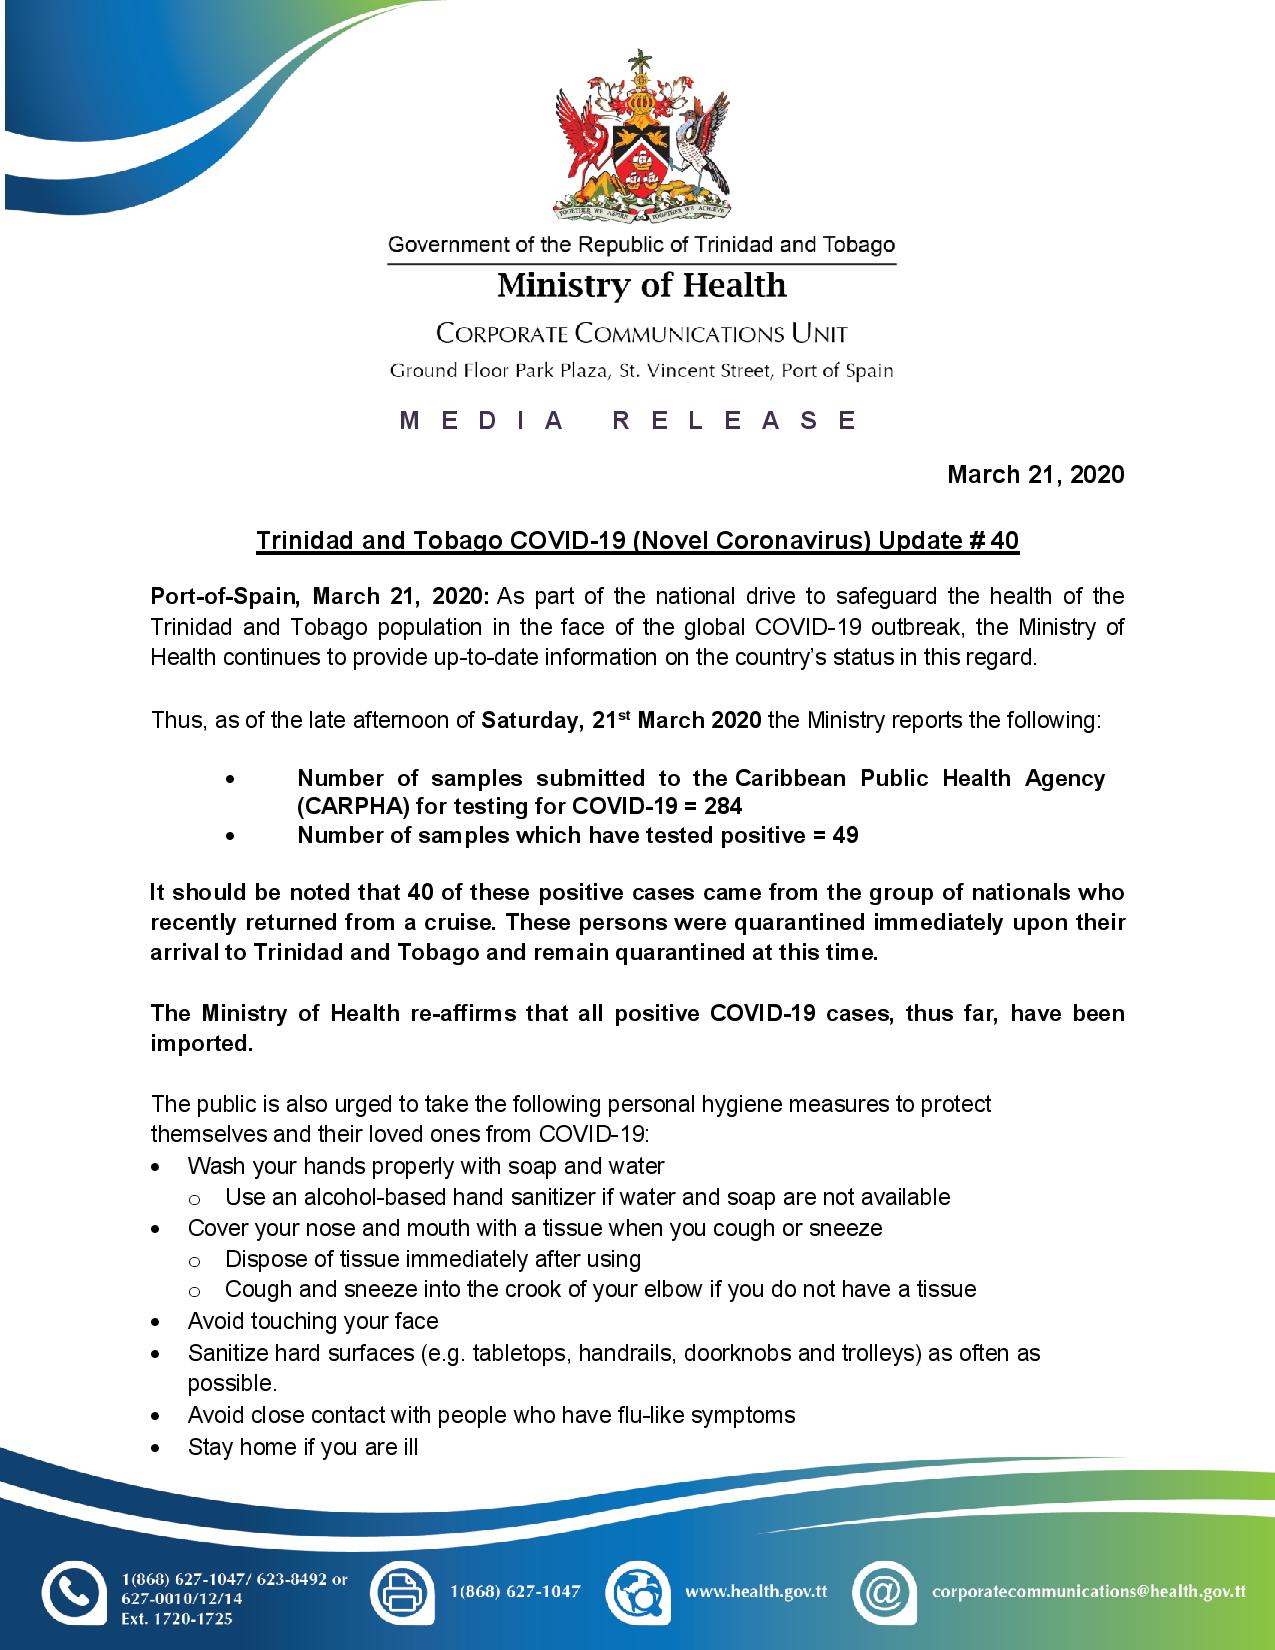 TOGETHER WE ASPIRE TOGETHER WE ACHIEVE
Government of the Republic of Trinidad and Tobago
Ministry of Health
CORPORATE COMMUNICATIONS UNIT
Ground Floor Park Plaza, St. Vincent Street, Port of Spain
MEDIA RELEASE
March 21, 2020
Trinidad and Tobago COVID-19 (Novel Coronavirus) Update # 40
Port-of-Spain, March 21, 2020: As part of the national drive to safeguard the health of the
Trinidad and Tobago population in the face of the global COVID-19 outbreak, the Ministry of
Health continues to provide up-to-date information on the country’s status in this regard.
Thus, as of the late afternoon of Saturday, 21st March 2020 the Ministry reports the following:
• Number of samples submitted to the Caribbean Public Health Agency
(CARPHA) for testing for COVID-19 = 284
• Number of samples which have tested positive = 49
It should be noted that 40 of these positive cases came from the group of nationals who
recently returned from a cruise. These persons were quarantined immediately upon their
arrival to Trinidad and Tobago and remain quarantined at this time.
The Ministry of Health re-affirms that all positive COVID-19 cases, thus far, have been
imported.
The public is also urged to take the following personal hygiene measures to protect
themselves and their loved ones from COVID-19:
• Wash your hands properly with soap and water
o Use an alcohol-based hand sanitizer if water and soap are not available
• Cover your nose and mouth with a tissue when you cough or sneeze
o Dispose of tissue immediately after using
o Cough and sneeze into the crook of your elbow if you do not have a tissue
• Avoid touching your face
• Sanitize hard surfaces (e.g. tabletops, handrails, doorknobs and trolleys) as often as
possible.
• Avoid close contact with people who have flu-like symptoms
• Stay home if you are ill
1(868) 627-1047/ 623-8492 or
627-0010/12/14
Ext. 1720-1725
1(868) 627-1047
www.health.gov.tt
@
corporatecommunications@health.gov.tt